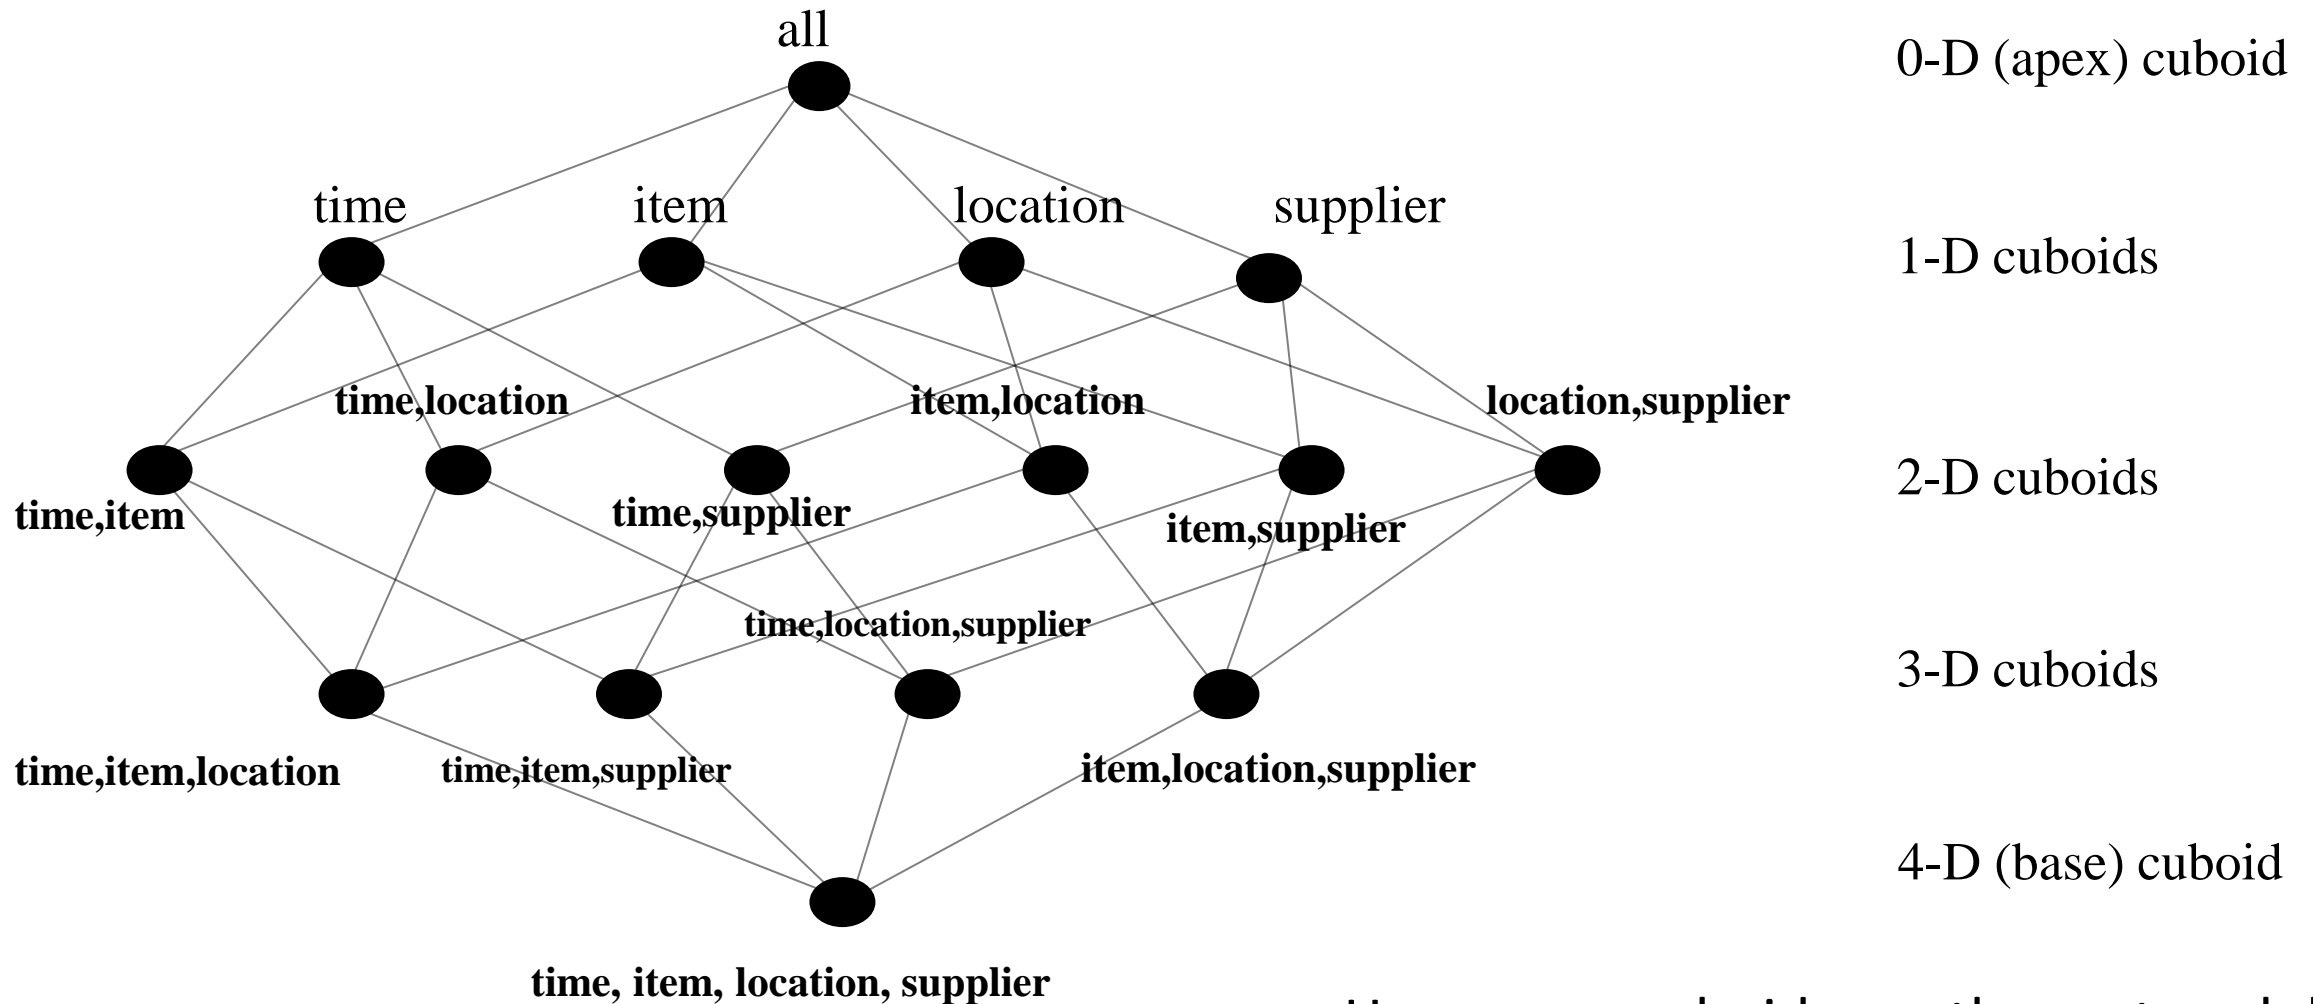 all
0-D (apex) cuboid
time item location supplier
1-D cuboids
time,location item,location location,supplier
2-D cuboids
time,item time,supplier item,supplier
time,location,supplier
3-D cuboids
time,item,location time,item,supplier item,location,supplier
4-D (base) cuboid
time, item, location, supplier